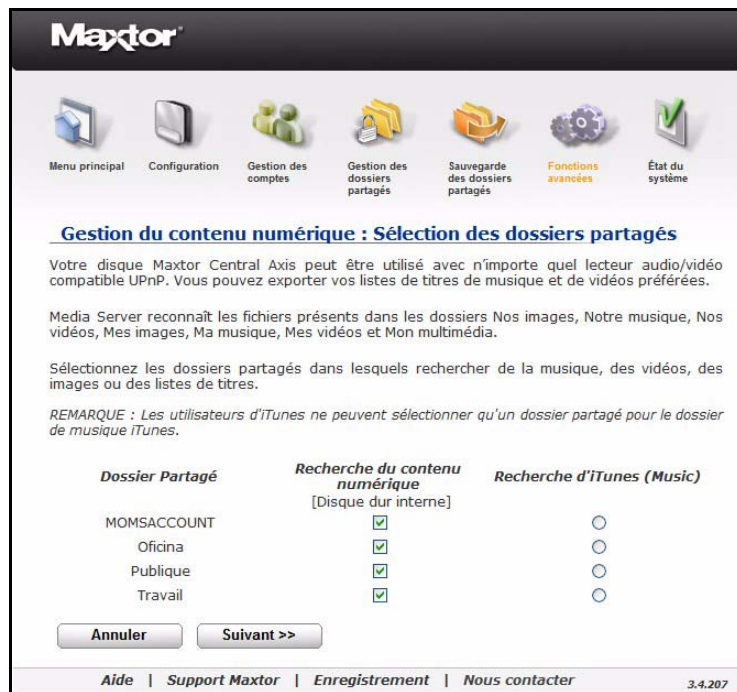 Maxtor
Menu principal
Configuration
Gestion des
comptes
Gestion des
dossiers
partagés
Sauvegarde
des dossiers
partagés
Fonctions
avancées
État du
système
Gestion du contenu numérique : Sélection des dossiers partagés
Votre disque Maxtor Central Axis peut être utilisé avec n'importe quel lecteur audio/vidéo
compatible UPnP. Vous pouvez exporter vos listes de titres de musique et de vidéos préférées.
Media Server reconnaît les fichiers présents dans les dossiers Nos images, Notre musique, Nos
vidéos, Mes images, Ma musique, Mes vidéos et Mon multimédia.
Sélectionnez les dossiers partagés dans lesquels rechercher de la musique, des vidéos, des
images ou des listes de titres.
REMARQUE : Les utilisateurs d'iTunes ne peuvent sélectionner qu'un dossier partagé pour le dossier
de musique iTunes.
Dossier Partagé
Recherche du contenu
numérique
[Disque dur interne]
Recherche d'iTunes (Music)
MOMSACCOUNT
Oficina
Publique
Travail
Annuler
Suivant >>
Aide | Support Maxtor | Enregistrement | Nous contacter
3.4.207